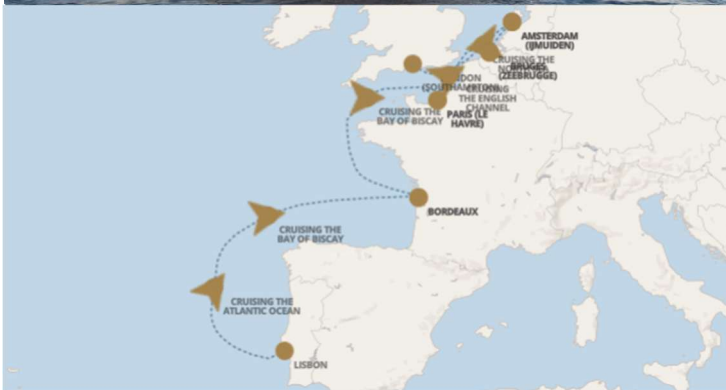 AMSTERDAM
(IJMUIDEN)
CRUISING THE
BRUGES
(ZEEBRUGGE)
(SOUTHAMPTON)
CRUISING
THE ENGLISH
CHANNEL
CRUISING THE
BAY OF BISCAY
PARIS (LE
HAVRE)
BORDEAUX
CRUISING THE
BAY OF BISCAY
CRUISING THE
ATLANTIC OCEAN
LISBON